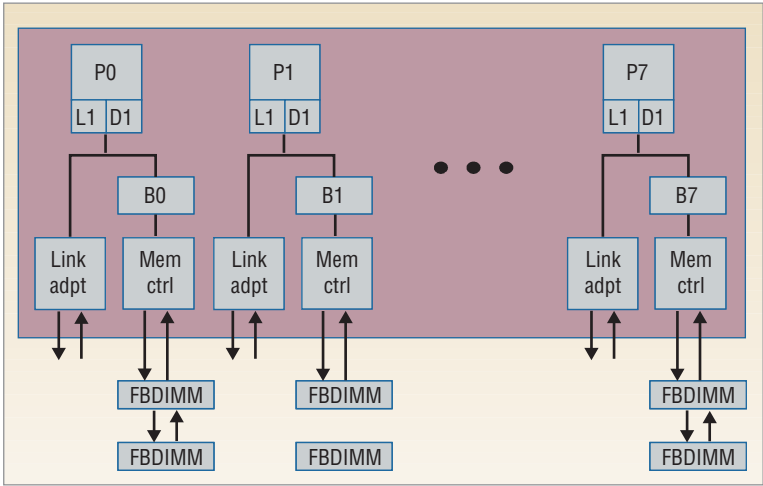 P0 P1 P7
L1 D1 L1 D1 L1 D1
B0 B1 B7
Link adpt Mem ctrl Link adpt Mem ctrl Link adpt Mem ctrl
FBDIMM FBDIMM FBDIMM
FBDIMM FBDIMM FBDIMM